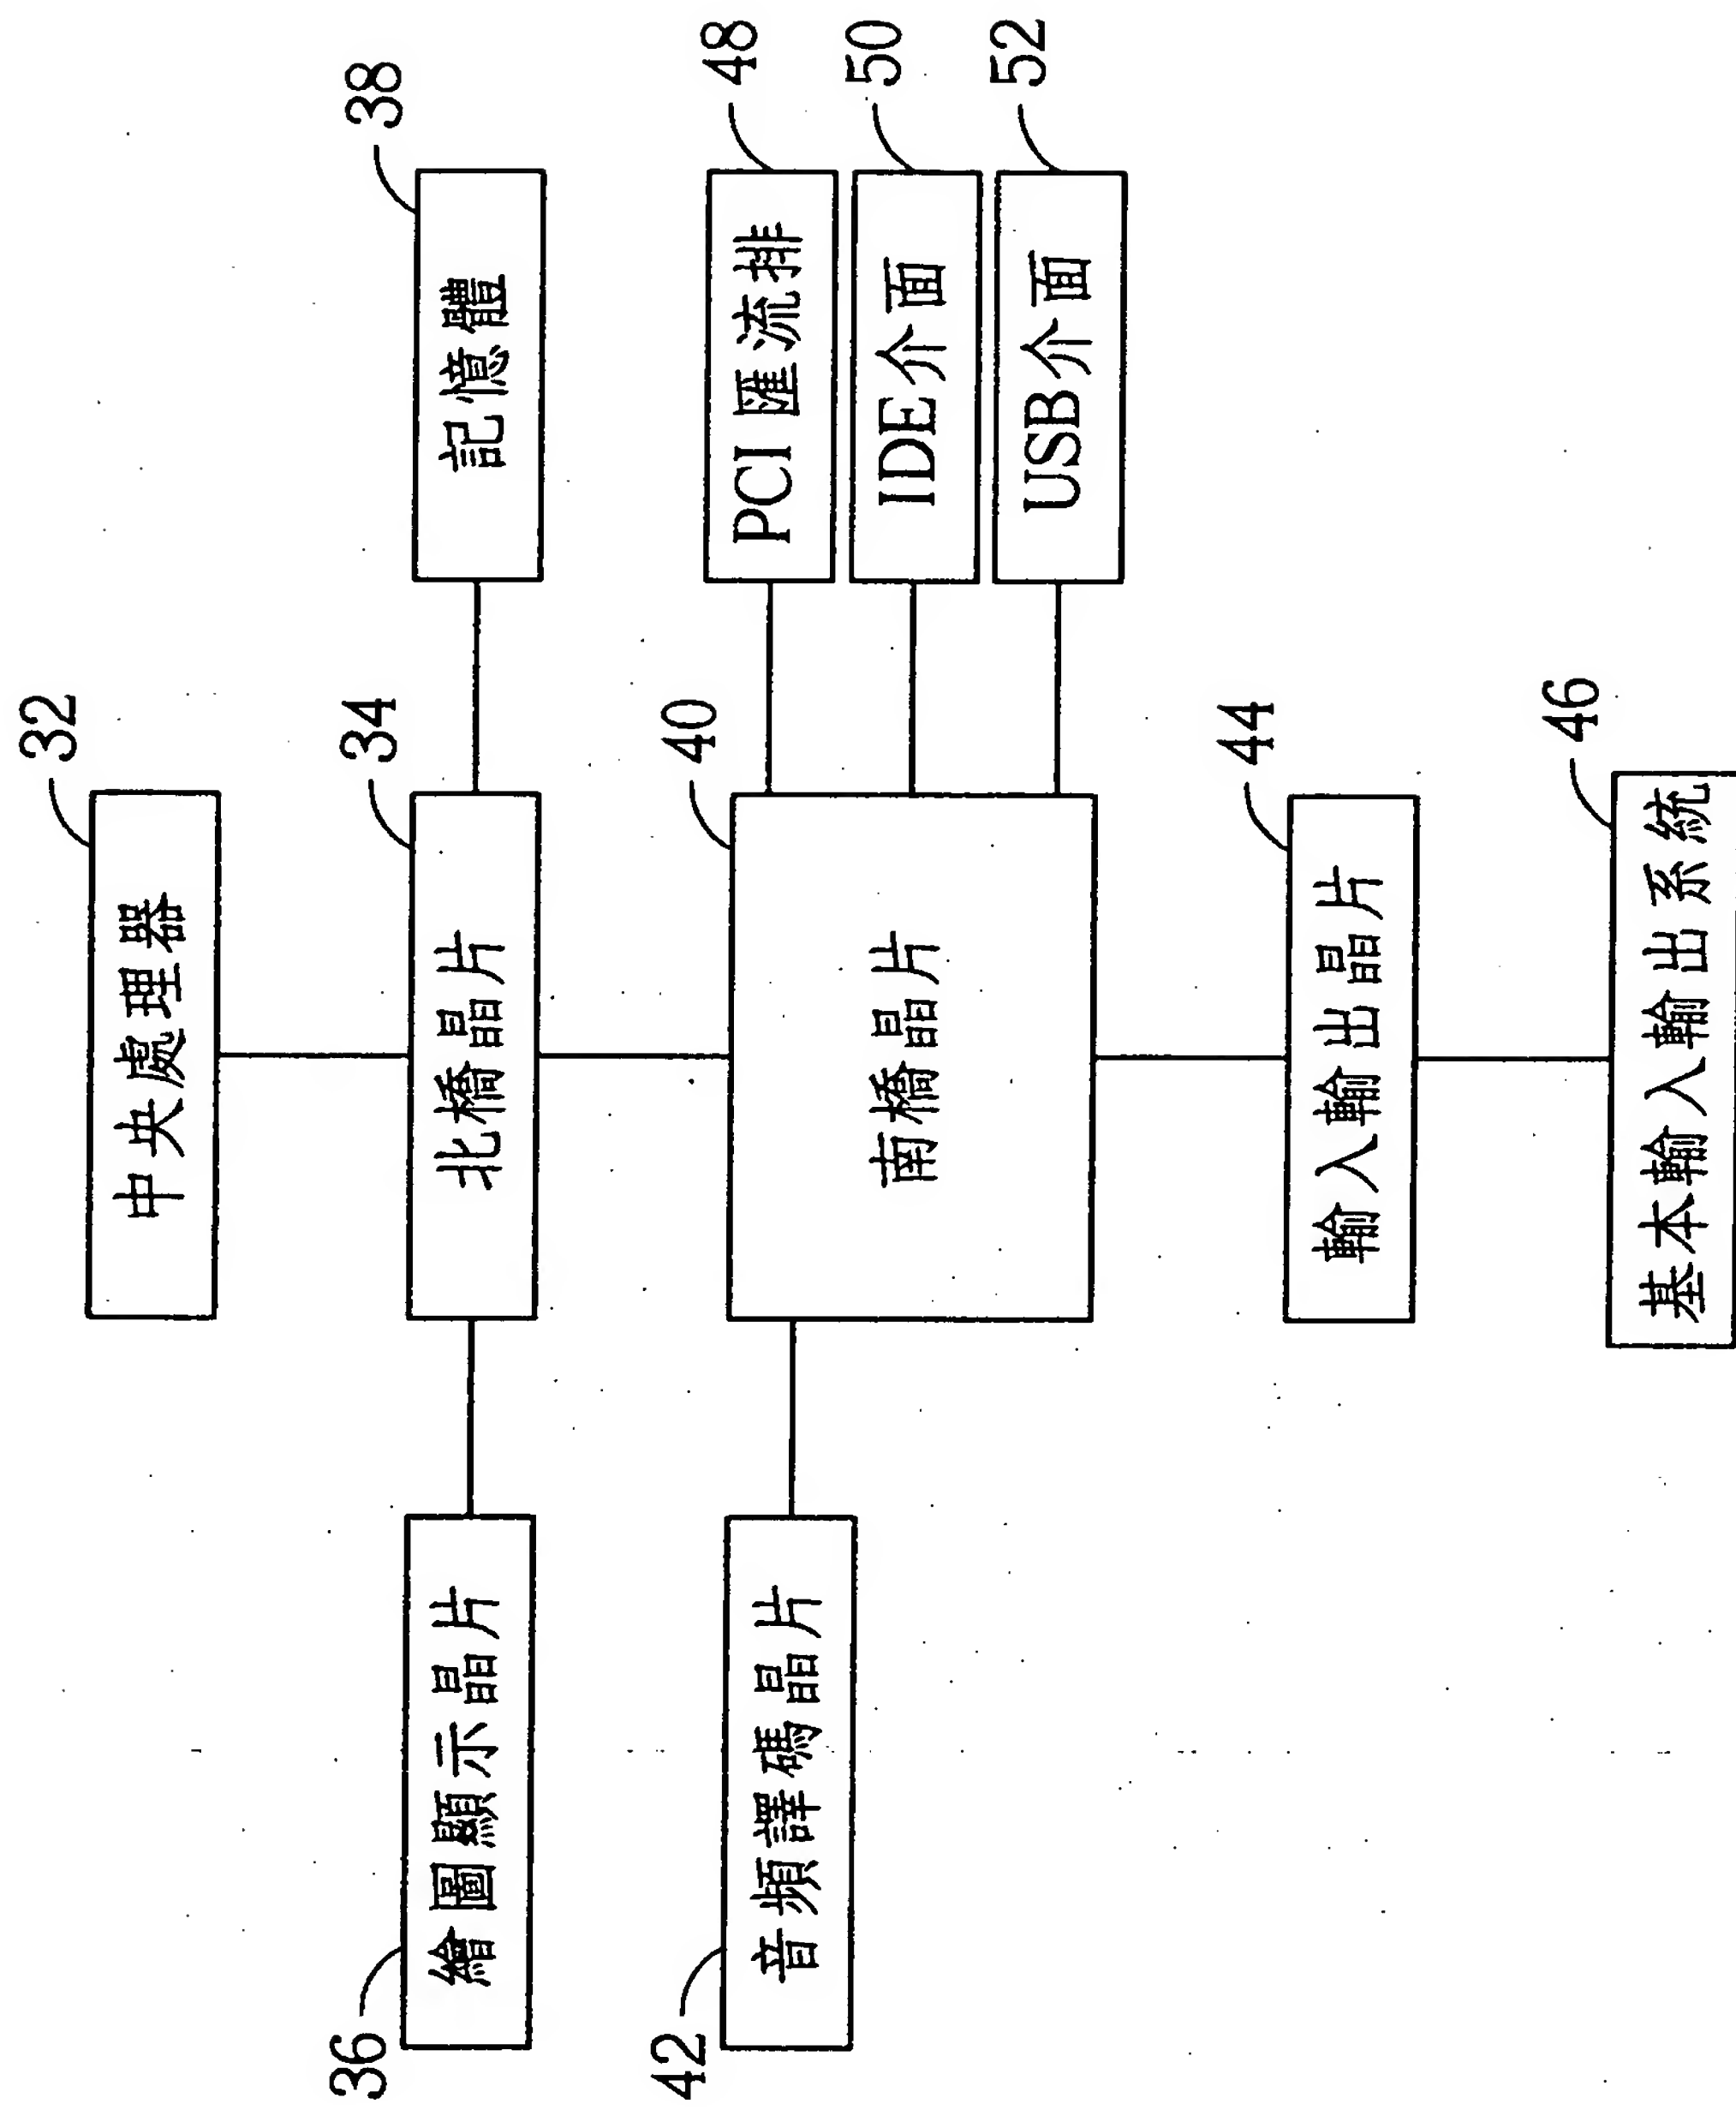 32
中央處理器
34
北橋晶片
38
記憶體
36
繪圖顯示晶片
40
南橋晶片
48
PCI匯流排
50
IDE介面
52
USB介面
42
音頻譯碼晶片
44
輸入輸出晶片
46
基本輸入輸出系統